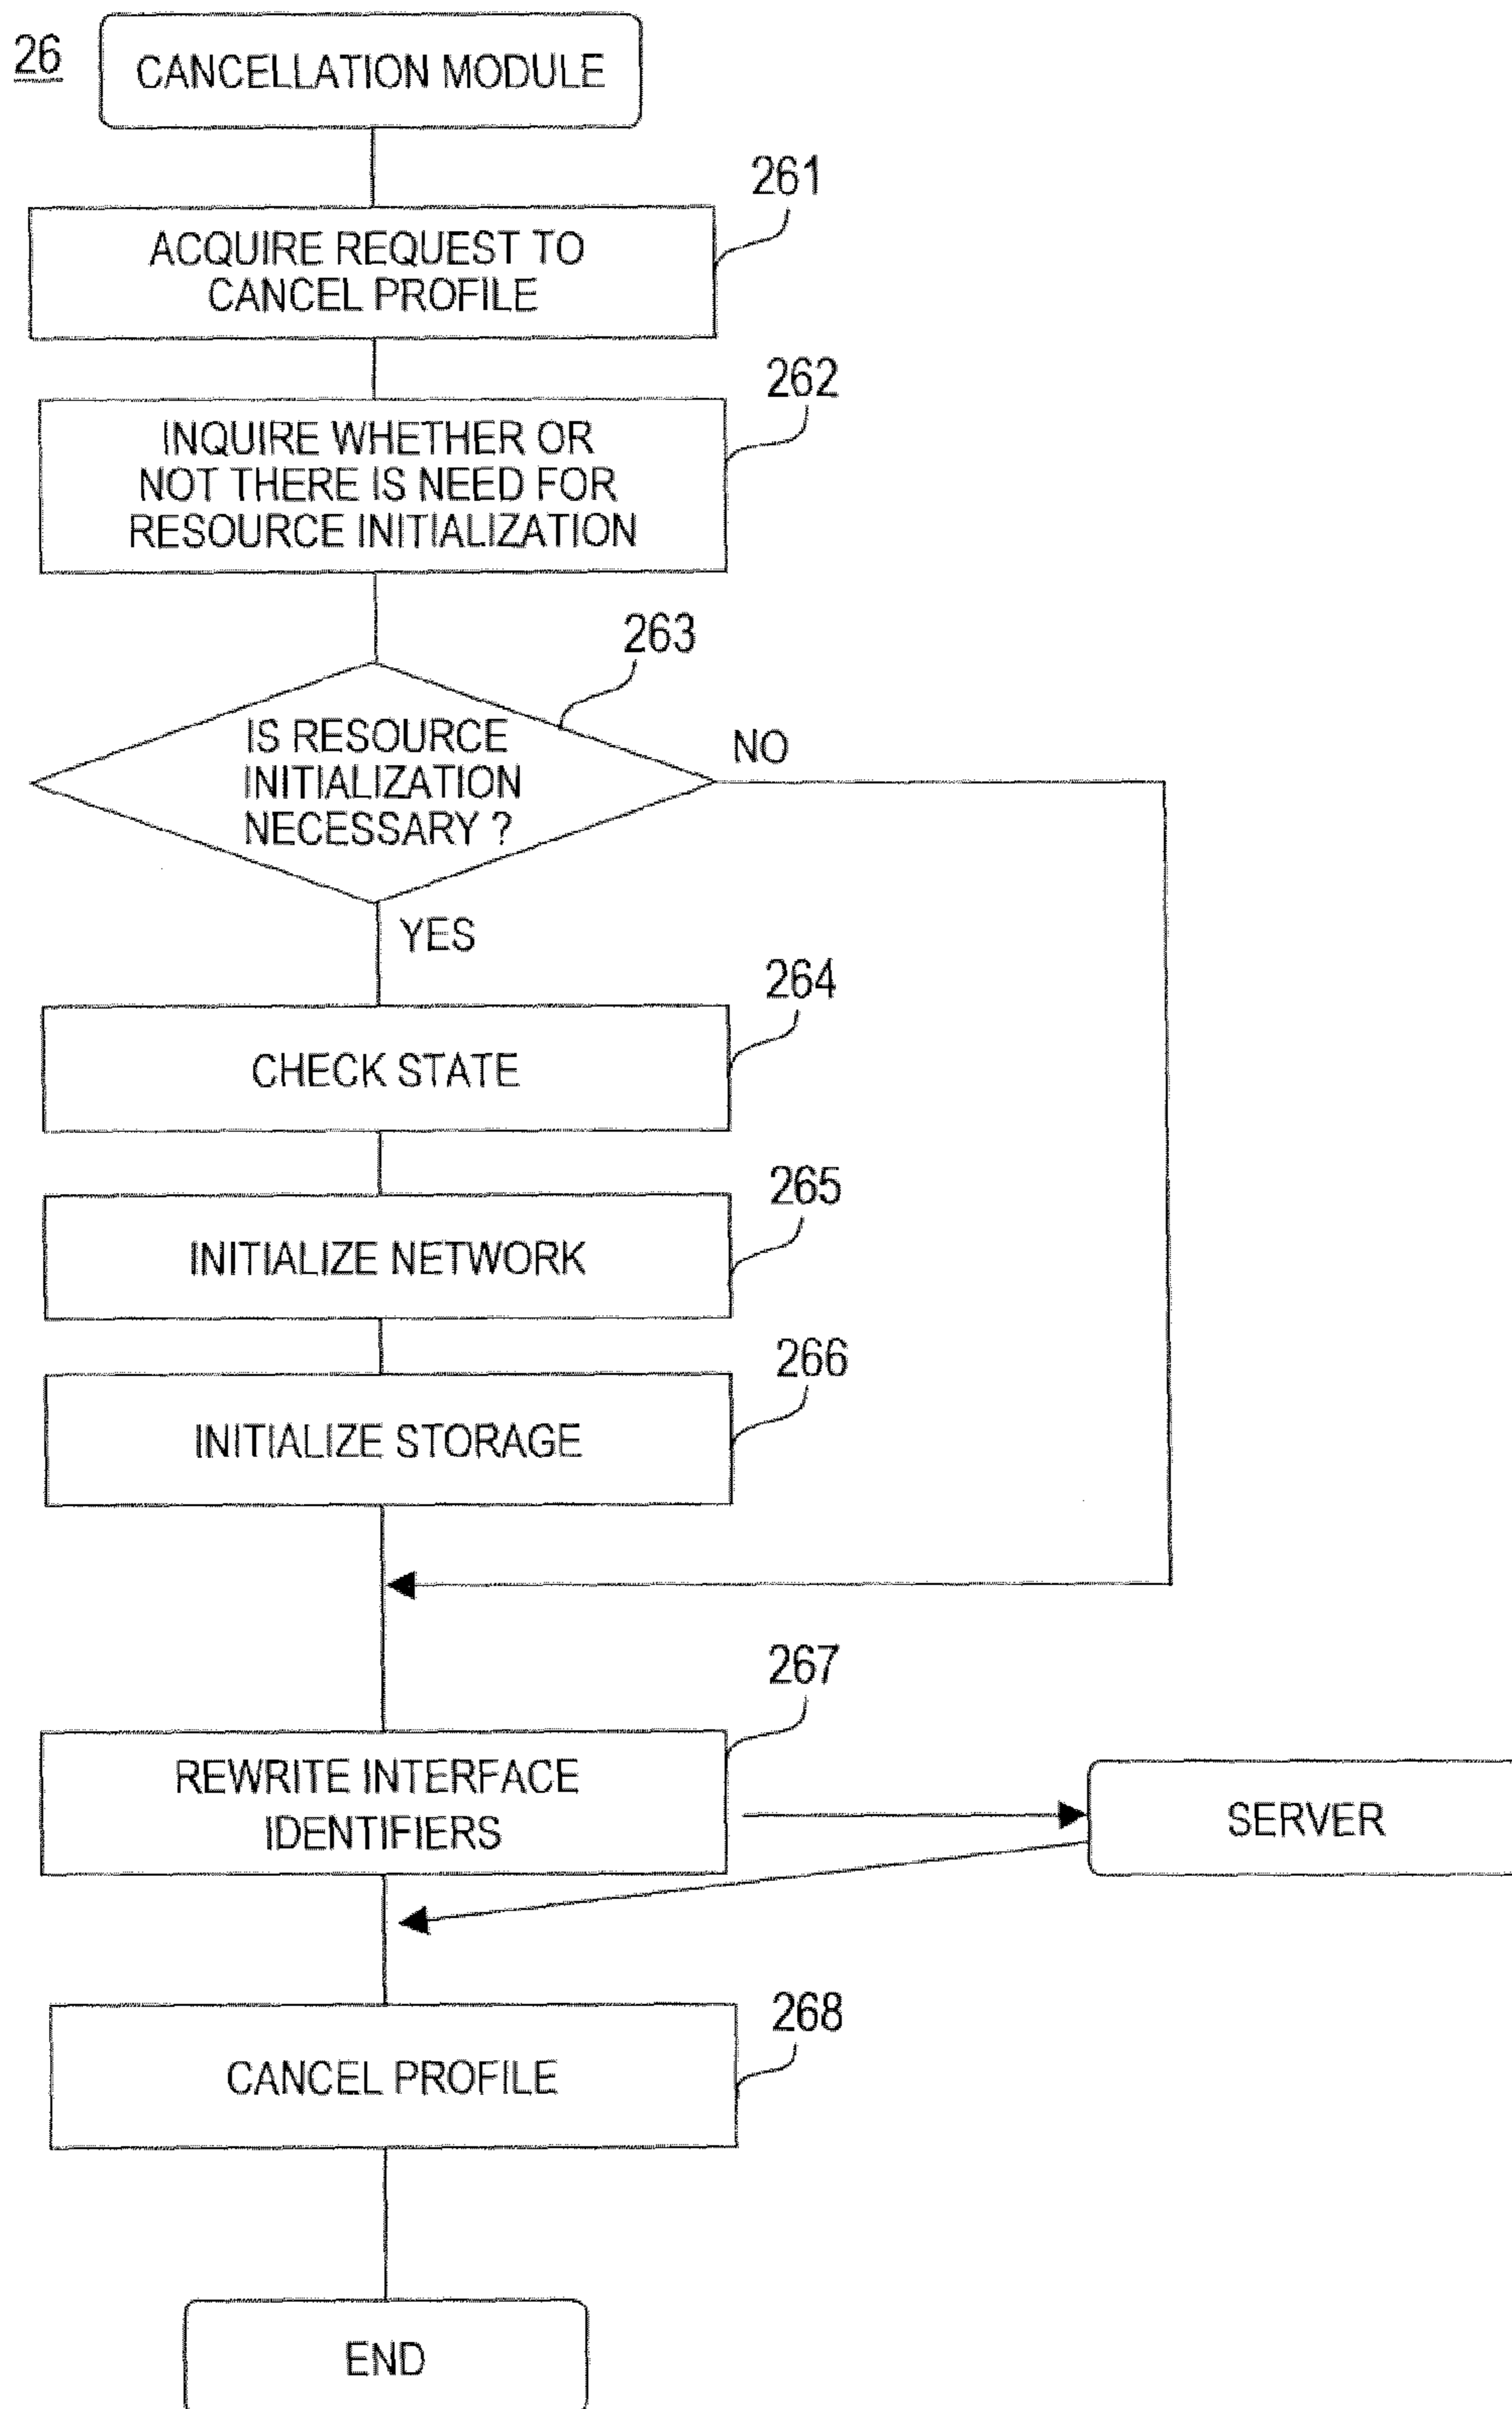 26
CANCELLATION MODULE
261
ACQUIRE REQUEST TO
CANCEL PROFILE
262
INQUIRE WHETHER OR
NOT THERE IS NEED FOR
RESOURCE INITIALIZATION
263
IS RESOURCE
INITIALIZATION
NECESSARY ?
NO
YES
264
CHECK STATE
265
INITIALIZE NETWORK
266
INITIALIZE STORAGE
267
REWRITE INTERFACE
IDENTIFIERS
SERVER
268
CANCEL PROFILE
END